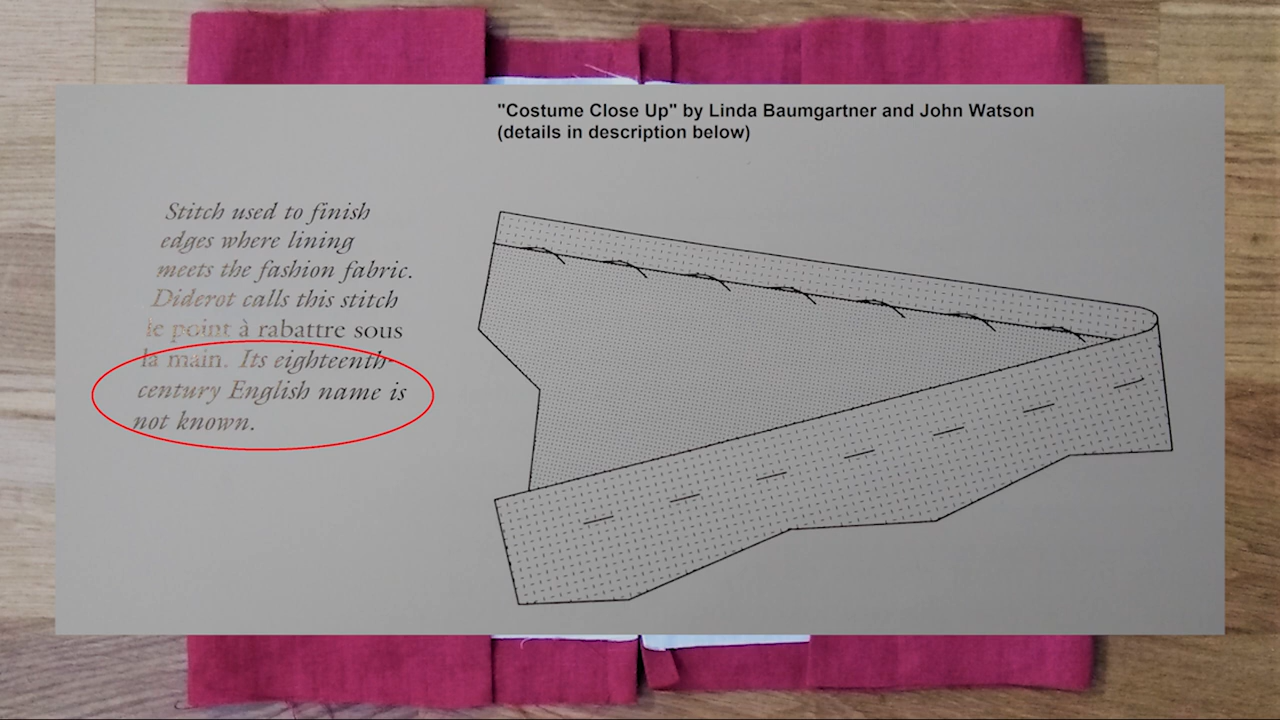 "Costume Close Up" by Linda Baumgartner and John Watson
(details in description below)
Stitch used to finish
edges where lining
meets the fashion fabric.
Diderot calls this stitch
le point à rabattre sous
la main. Its eighteenth-
century English name is
not known.